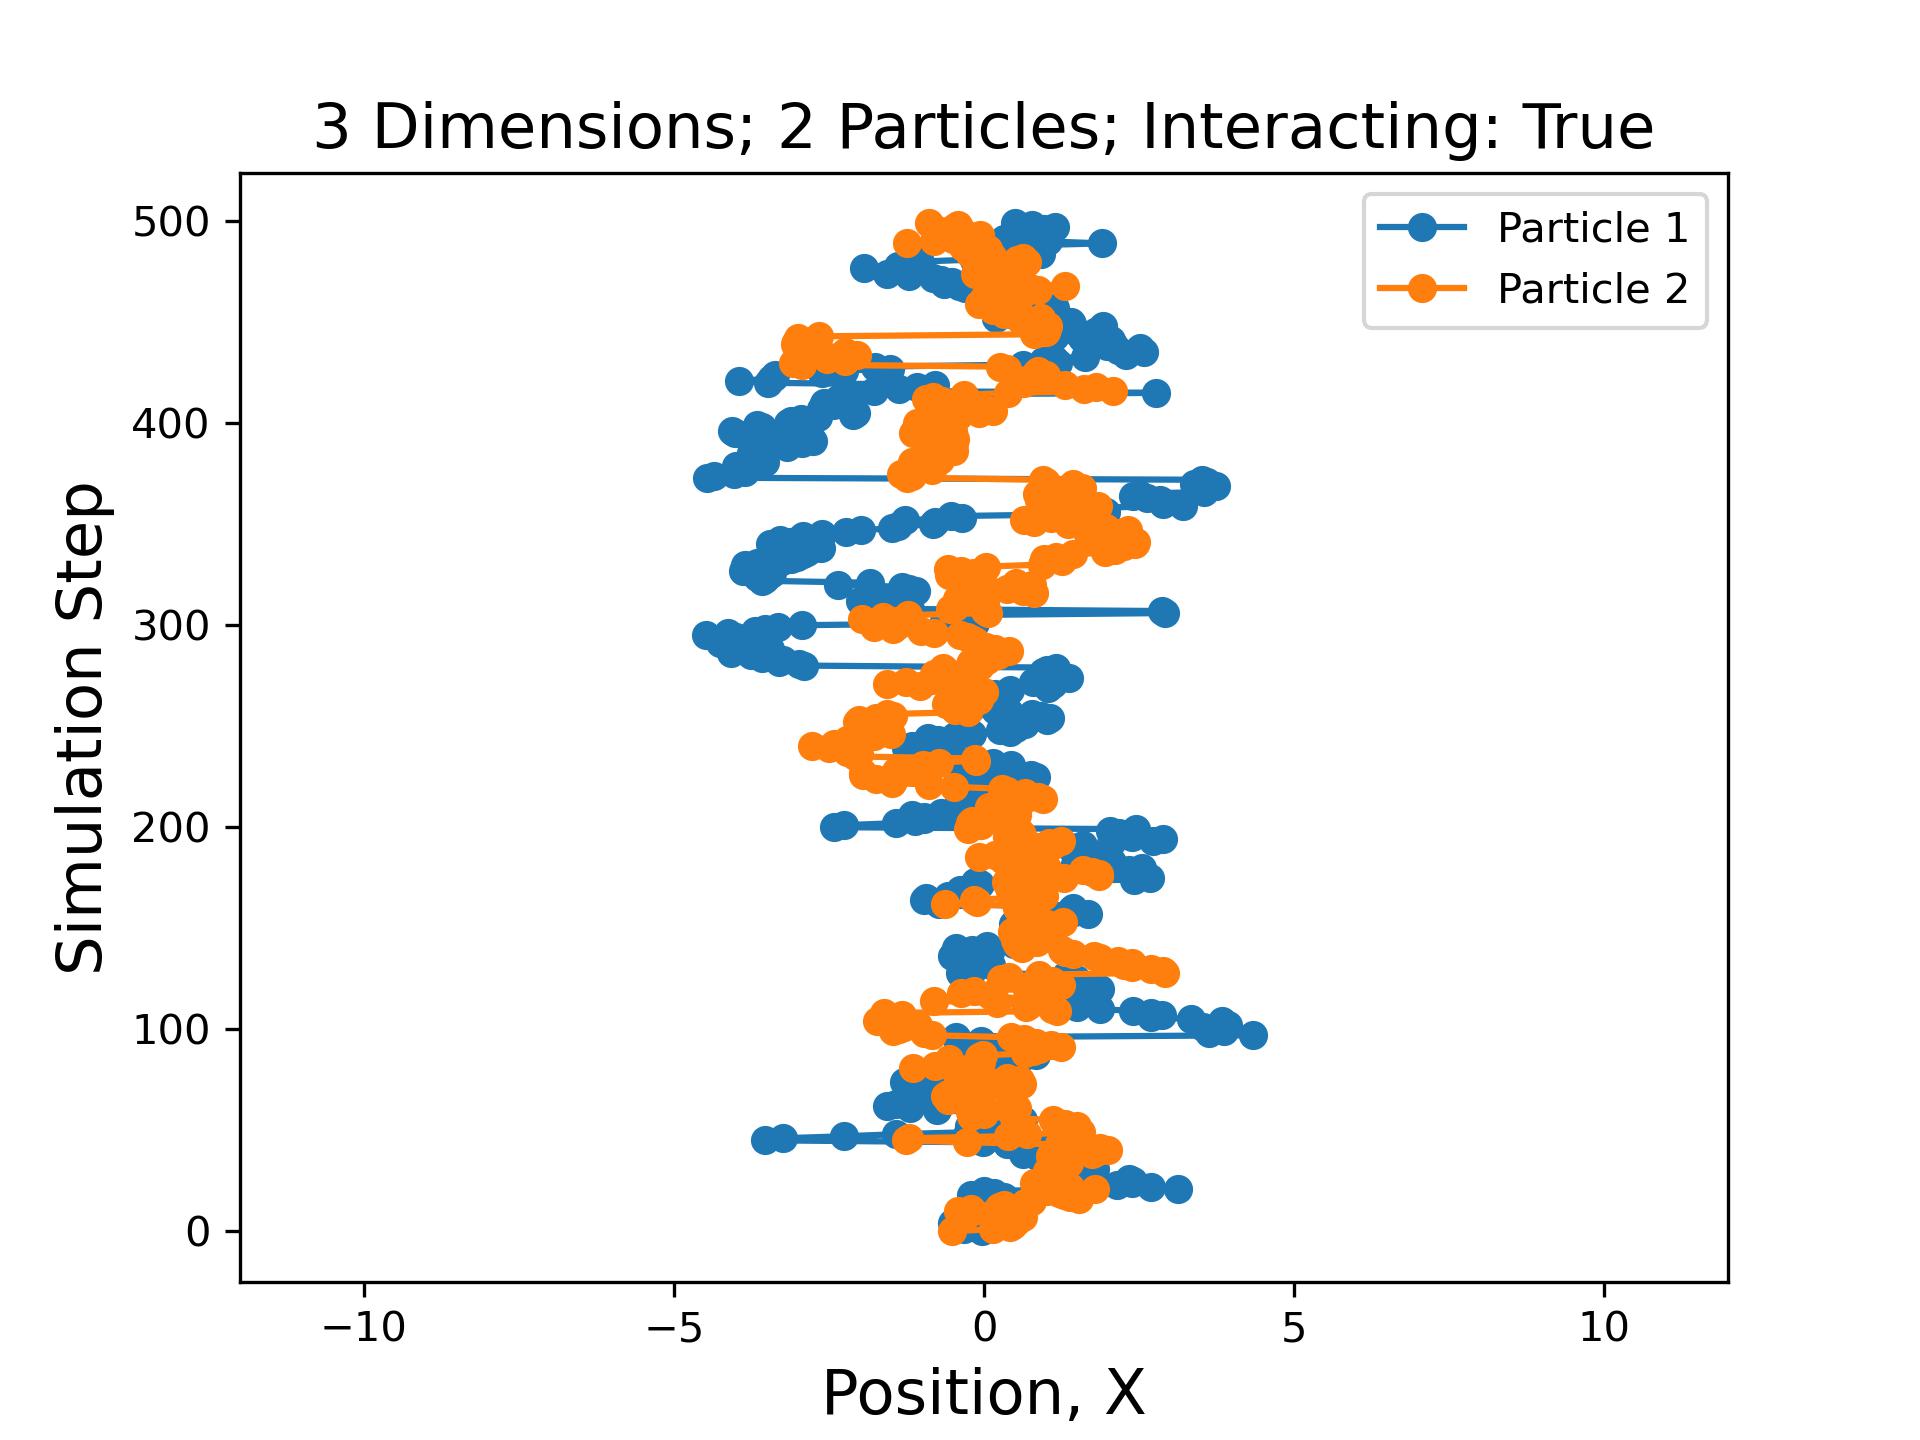 3 Dimensions; 2 Particles; Interacting: True
Particle 1
Particle 2
Simulation Step
500
400
300
200
100
0
−10
−5
0
5
10
Position, X